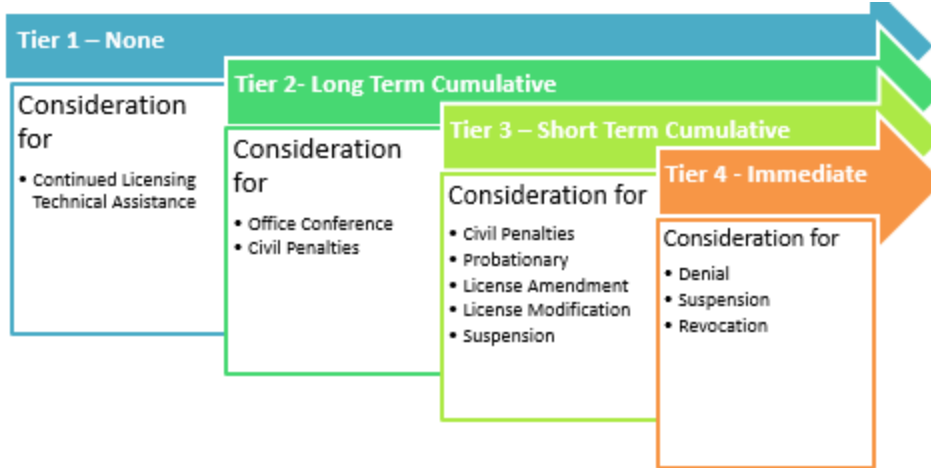 Tier 1 – None
Consideration
for
• Continued Licensing
Technical Assistance
Tier 2- Long Term Cumulative
Consideration
for
• Office Conference
• Civil Penalties
Tier 3 – Short Term Cumulative
Consideration for
• Civil Penalties
• Probationary
• License Amendment
• License Modification
• Suspension
Tier 4 - Immediate
Consideration for
• Denial
• Suspension
• Revocation